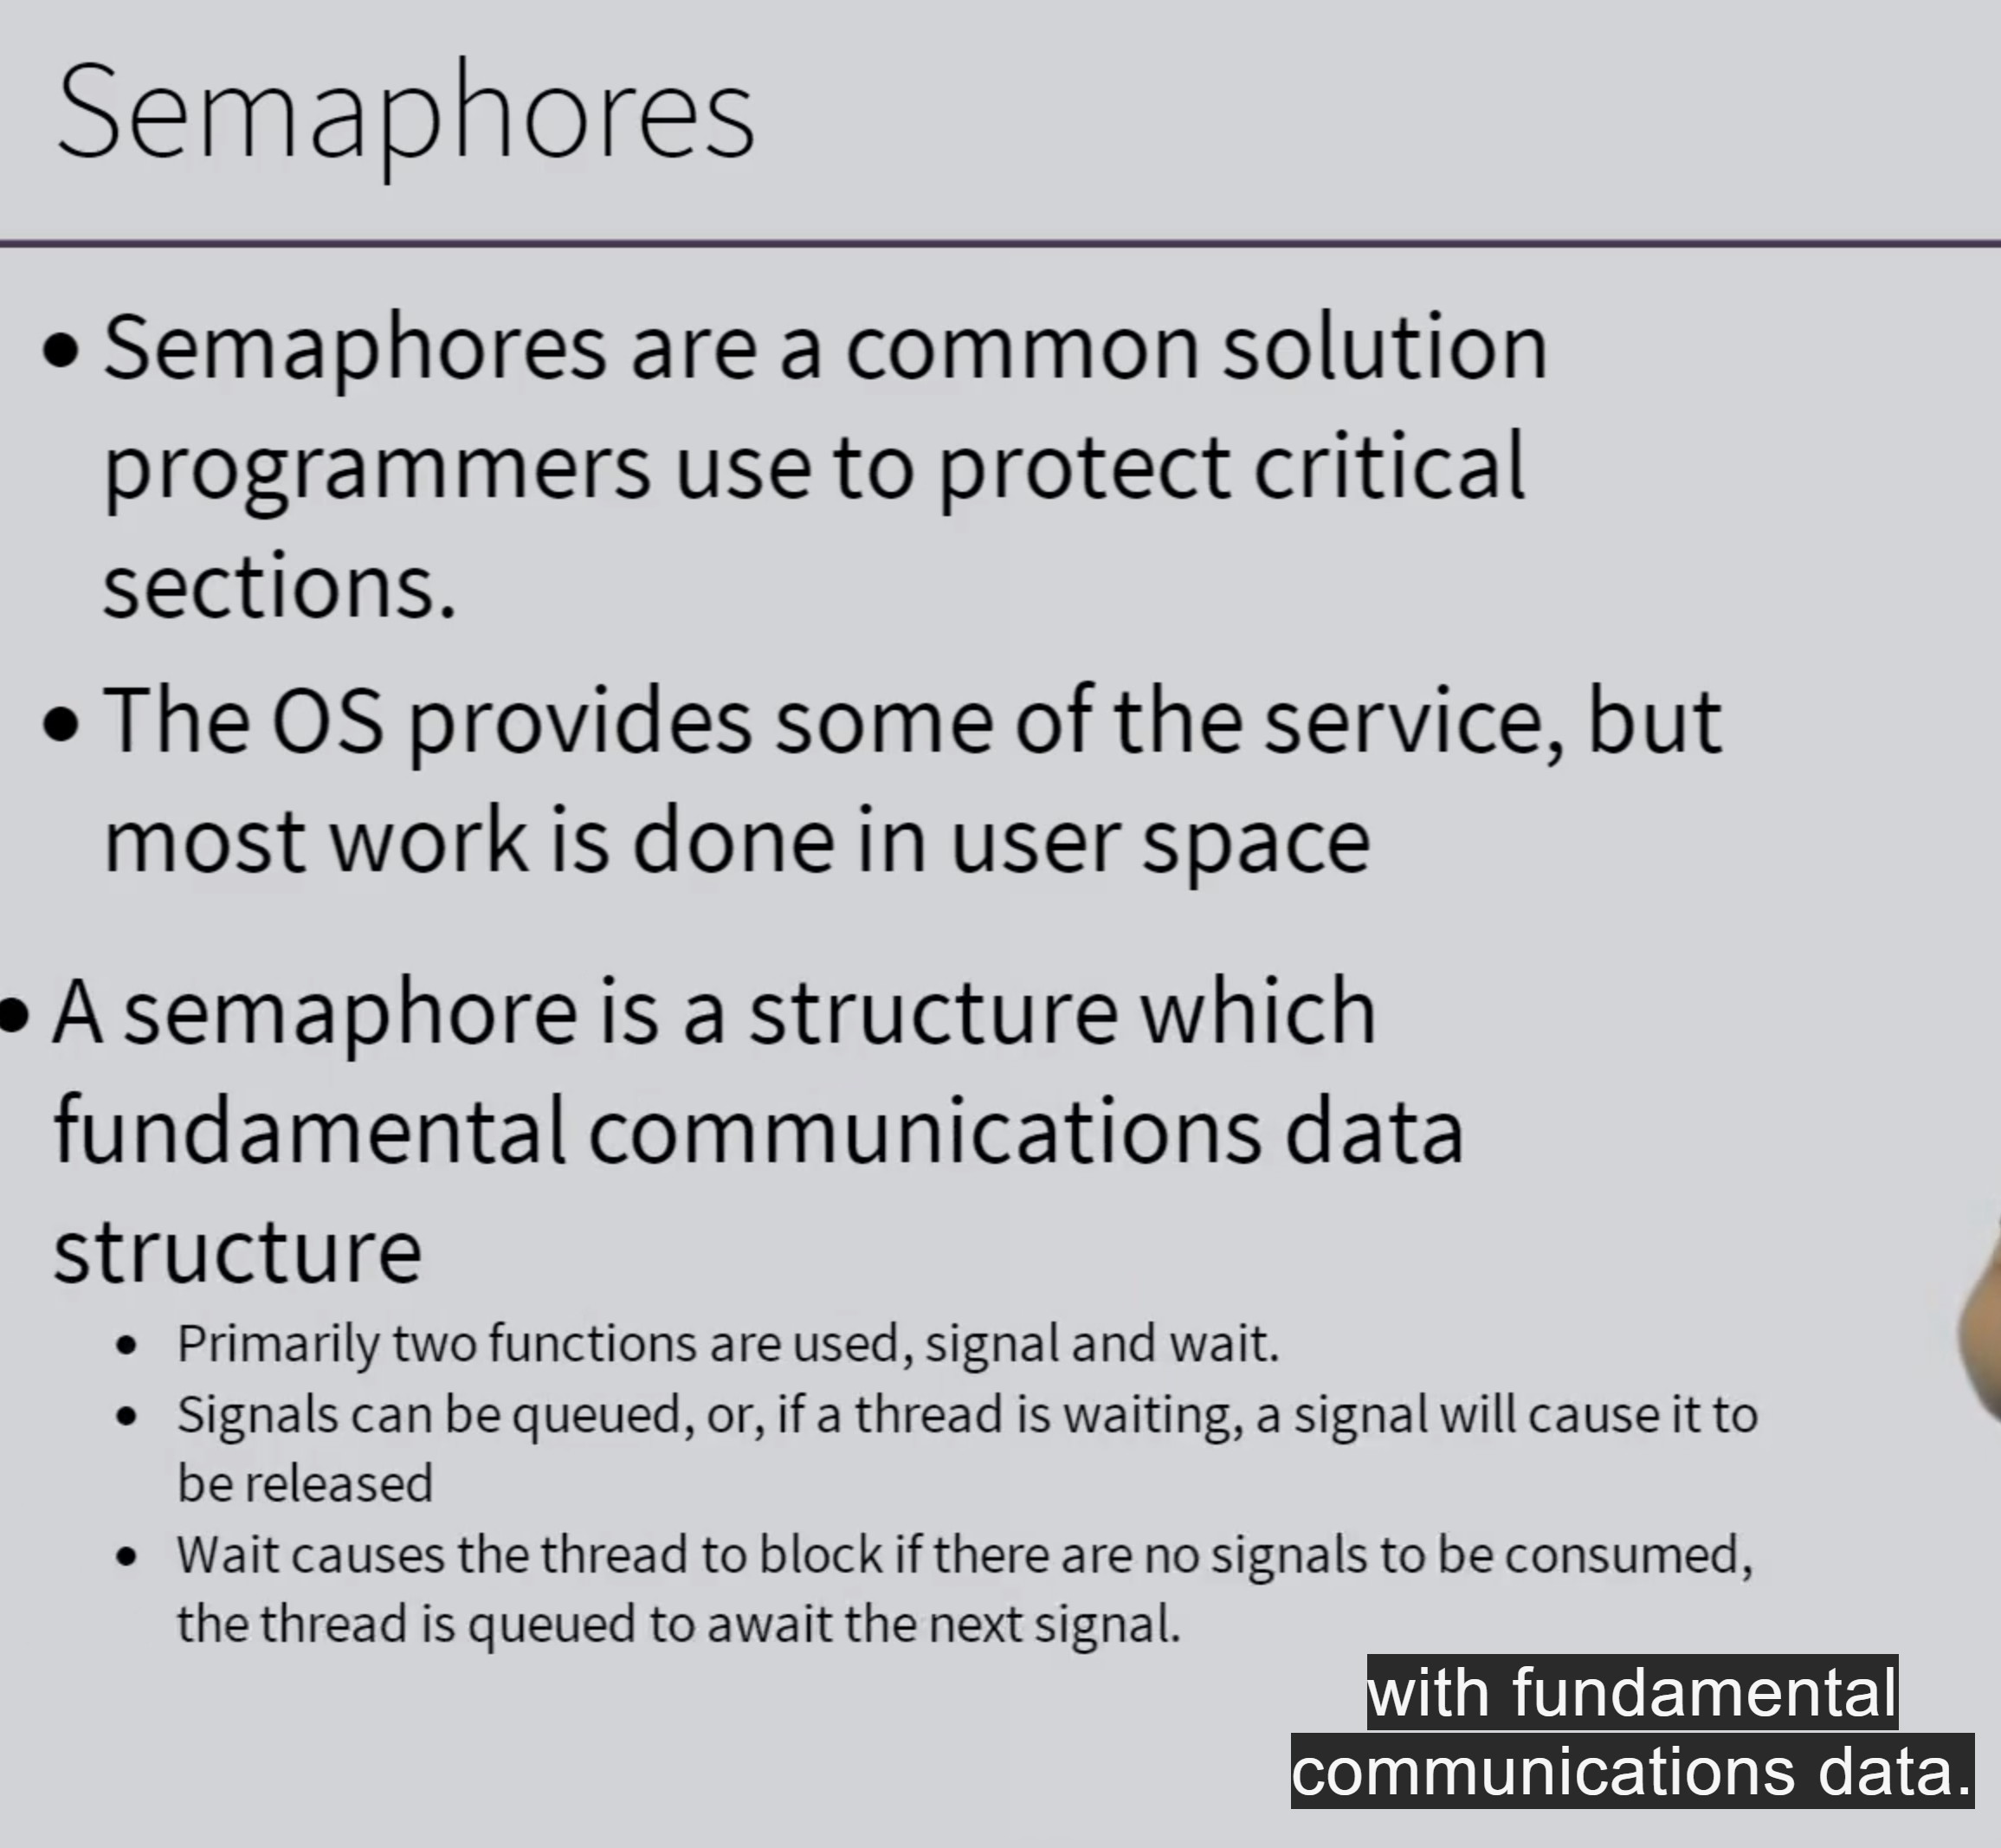 Semaphores
• Semaphores are a common solution
programmers use to protect critical
sections.
• The OS provides some of the service, but
most work is done in user space
• A semaphore is a structure which
fundamental communications data
structure
• Primarily two functions are used, signal and wait.
• Signals can be queued, or, if a thread is waiting, a signal will cause it to
be released
• Wait causes the thread to block if there are no signals to be consumed,
the thread is queued to await the next signal.
with fundamental
communications data.